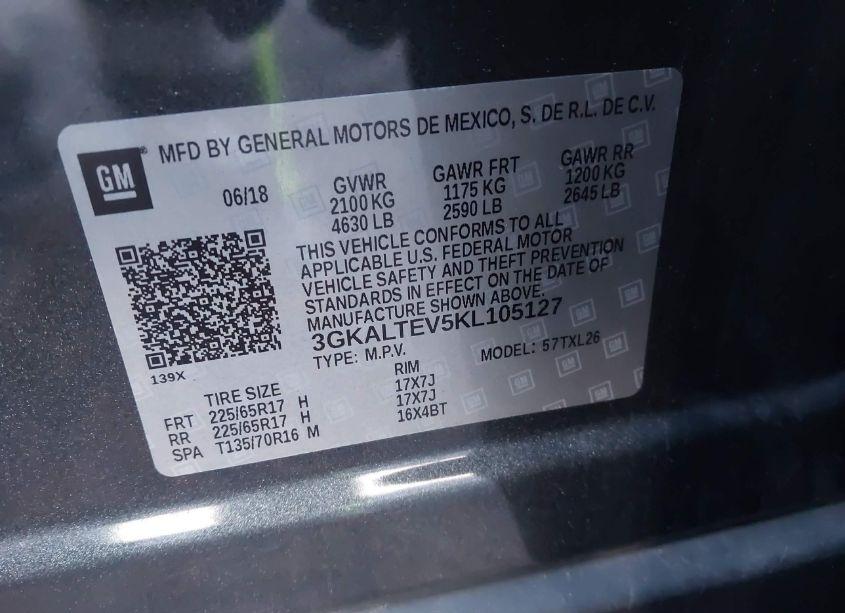 GM
MFD BY GENERAL MOTORS DE MEXICO, S. DE R.L. DE C.V.
06/18
GVWR
2100 KG
4630 LB
GAWR FRT
1175 KG
2590 LB
GAWR RR
1200 KG
2645 LB
THIS VEHICLE CONFORMS TO ALL
APPLICABLE U.S. FEDERAL MOTOR
VEHICLE SAFETY AND THEFT PREVENTION
STANDARDS IN EFFECT ON THE DATE OF
MANUFACTURE SHOWN ABOVE.
3GKALTEV5KL105127
TYPE: M.P.V. MODEL: 57TXL26
139X
TIRE SIZE RIM
FRT 225/65R17 H 17X7J
RR 225/65R17 H 17X7J
SPA T135/70R16 M 16X4BT